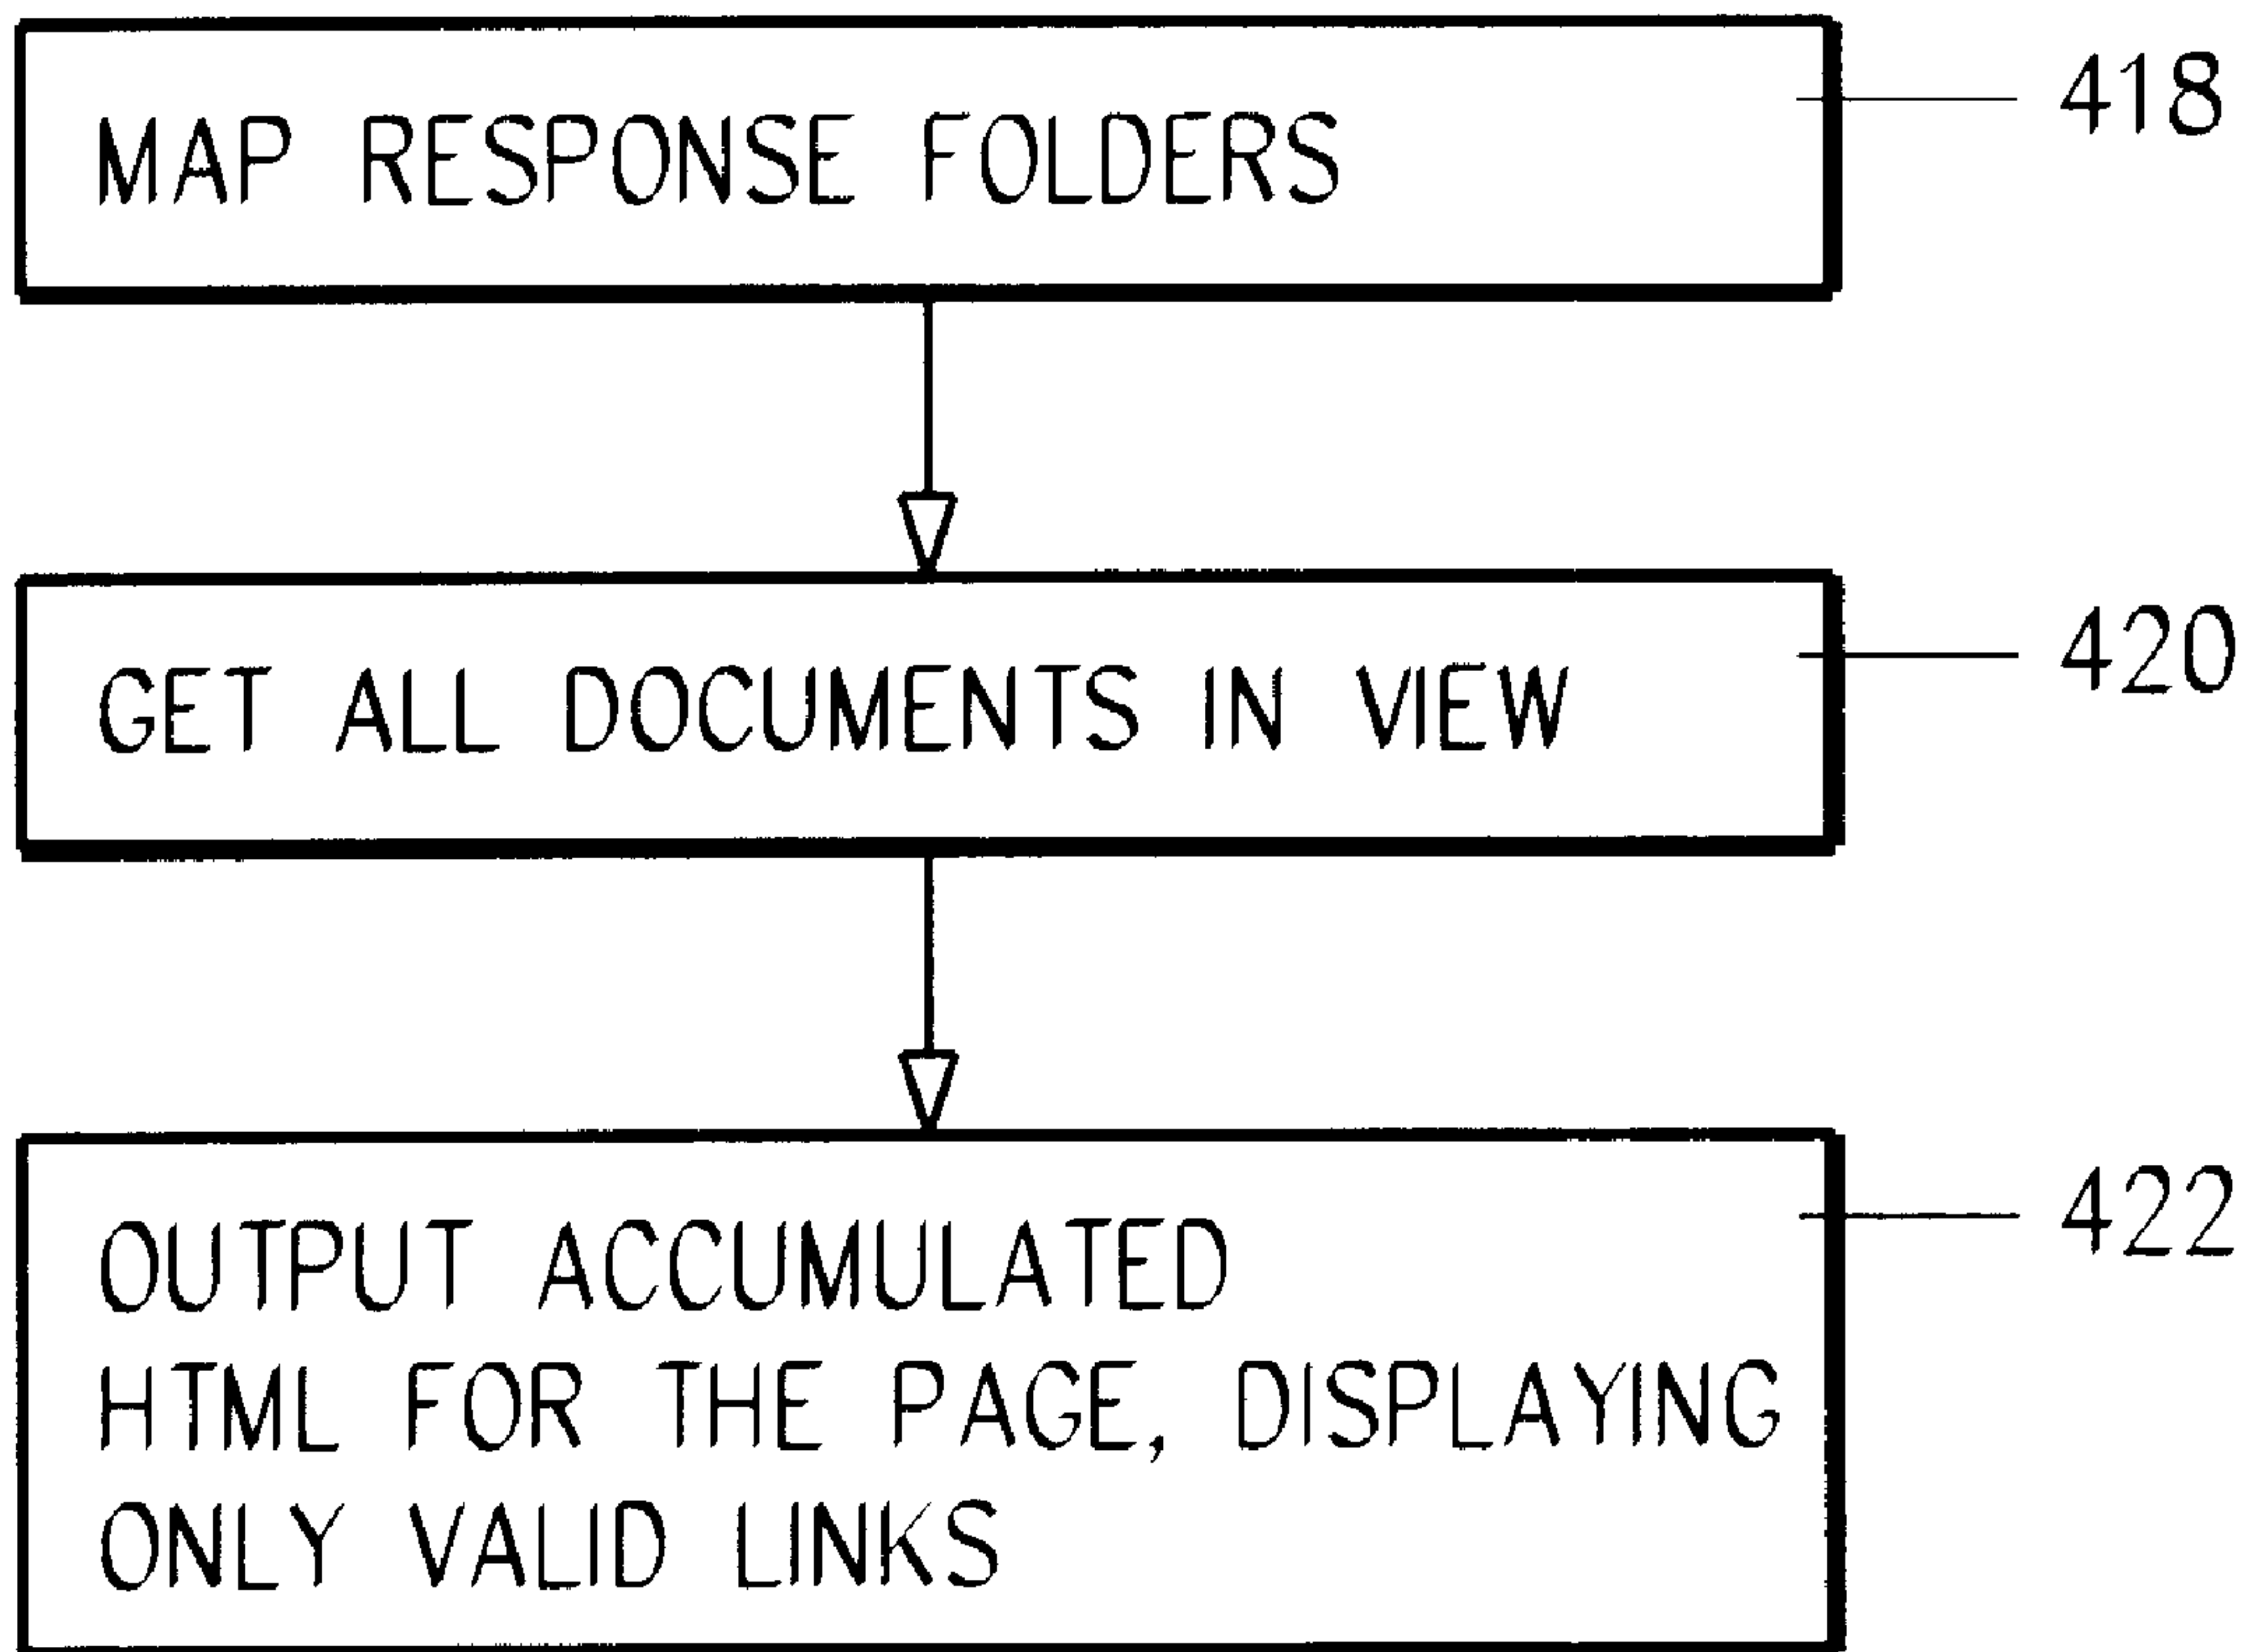 MAP RESPONSE FOLDERS
418
GET ALL DOCUMENTS IN VIEW
420
OUTPUT ACCUMULATED
HTML FOR THE PAGE, DISPLAYING
ONLY VALID LINKS
422